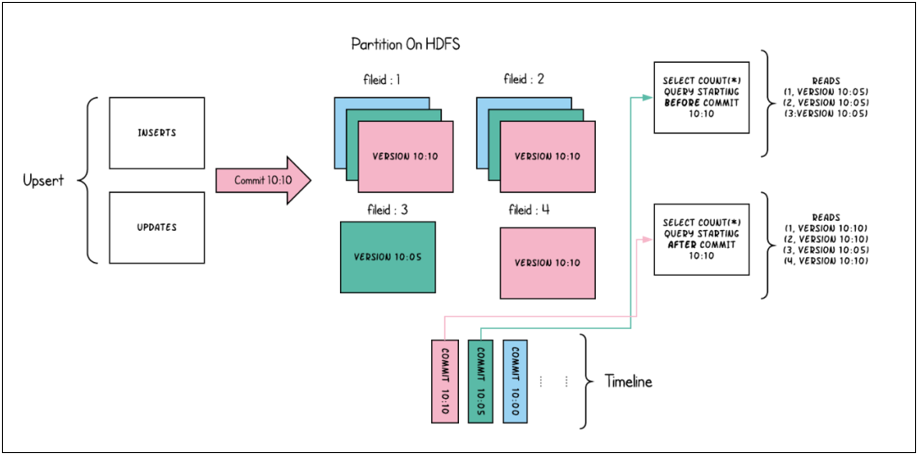 Partition On HDFS
fileid : 1
fileid : 2
VERSION 10:10
VERSION 10:10
fileid : 3
fileid : 4
VERSION 10:05
VERSION 10:10
Upsert
INSERTS
UPDATES
Commit 10:10
SELECT COUNT(*)
QUERY STARTING
BEFORE COMMIT
10:10
READS
(1, VERSION 10:05)
(2, VERSION 10:05)
(3:VERSION 10:05)
SELECT COUNT(*)
QUERY STARTING
AFTER COMMIT
10:10
READS
(1, VERSION 10:10)
(2, VERSION 10:10)
(3, VERSION 10:05)
(4, VERSION 10:10)
COMMIT 10:10
COMMIT 10:05
COMMIT 10:00
Timeline